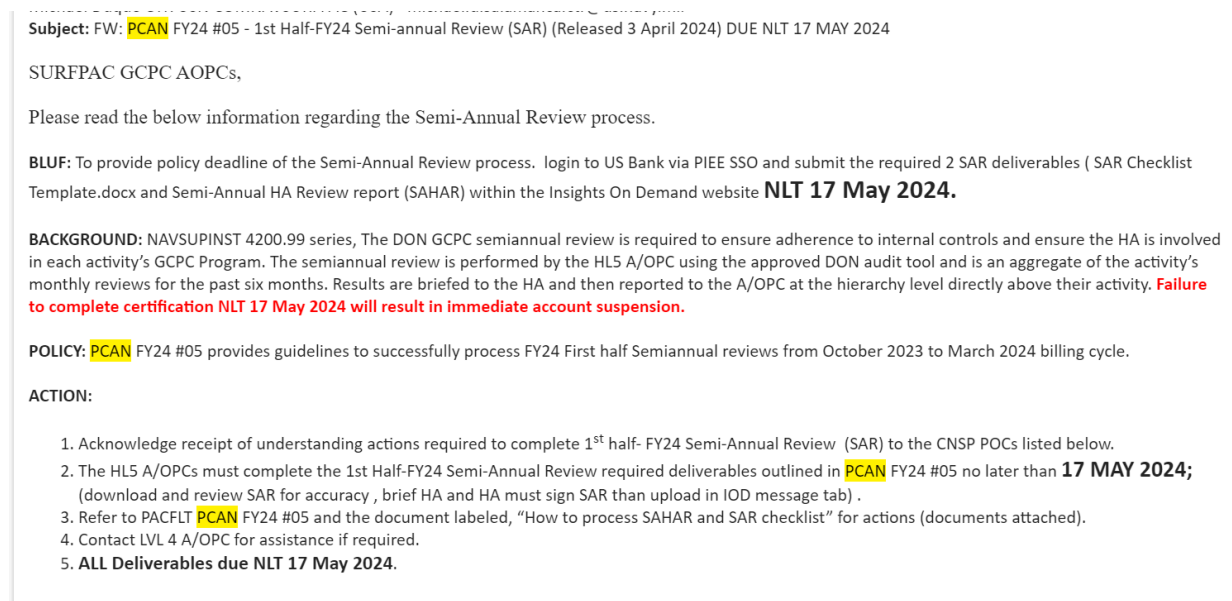 Subject: FW: PCAN FY24 #05 - 1st Half-FY24 Semi-annual Review (SAR) (Released 3 April 2024) DUE NLT 17 MAY 2024
SURFPAC GCPC AOPCs,
Please read the below information regarding the Semi-Annual Review process.
BLUF: To provide policy deadline of the Semi-Annual Review process.  login to US Bank via PIEE SSO and submit the required 2 SAR deliverables ( SAR Checklist
Template.docx and Semi-Annual HA Review report (SAHAR) within the Insights On Demand website NLT 17 May 2024.
BACKGROUND: NAVSUPINST 4200.99 series, The DON GCPC semiannual review is required to ensure adherence to internal controls and ensure the HA is involved
in each activity's GCPC Program. The semiannual review is performed by the HL5 A/OPC using the approved DON audit tool and is an aggregate of the activity's
monthly reviews for the past six months. Results are briefed to the HA and then reported to the A/OPC at the hierarchy level directly above their activity. Failure
to complete certification NLT 17 May 2024 will result in immediate account suspension.
POLICY: PCAN FY24 #05 provides guidelines to successfully process FY24 First half Semiannual reviews from October 2023 to March 2024 billing cycle.
ACTION:
1. Acknowledge receipt of understanding actions required to complete 1st half- FY24 Semi-Annual Review  (SAR) to the CNSP POCs listed below.
2. The HL5 A/OPCs must complete the 1st Half-FY24 Semi-Annual Review required deliverables outlined in PCAN FY24 #05 no later than 17 MAY 2024;
(download and review SAR for accuracy , brief HA and HA must sign SAR than upload in IOD message tab) .
3. Refer to PACFLT PCAN FY24 #05 and the document labeled, "How to process SAHAR and SAR checklist" for actions (documents attached).
4. Contact LVL 4 A/OPC for assistance if required.
5. ALL Deliverables due NLT 17 May 2024.